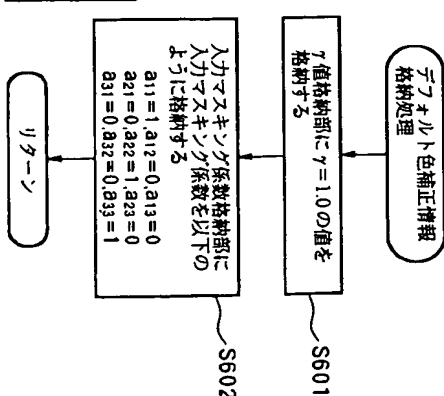 デフォルト色補正情報
格納処理
γ値格納部にγ=1.0の値を
格納する
S601
入力マスキング係数格納部に
入力マスキング係数を以下の
ように格納する
a11=1,a12=0,a13=0
a21=0,a22=1,a23=0
a31=0,a32=0,a33=1
S602
リターン